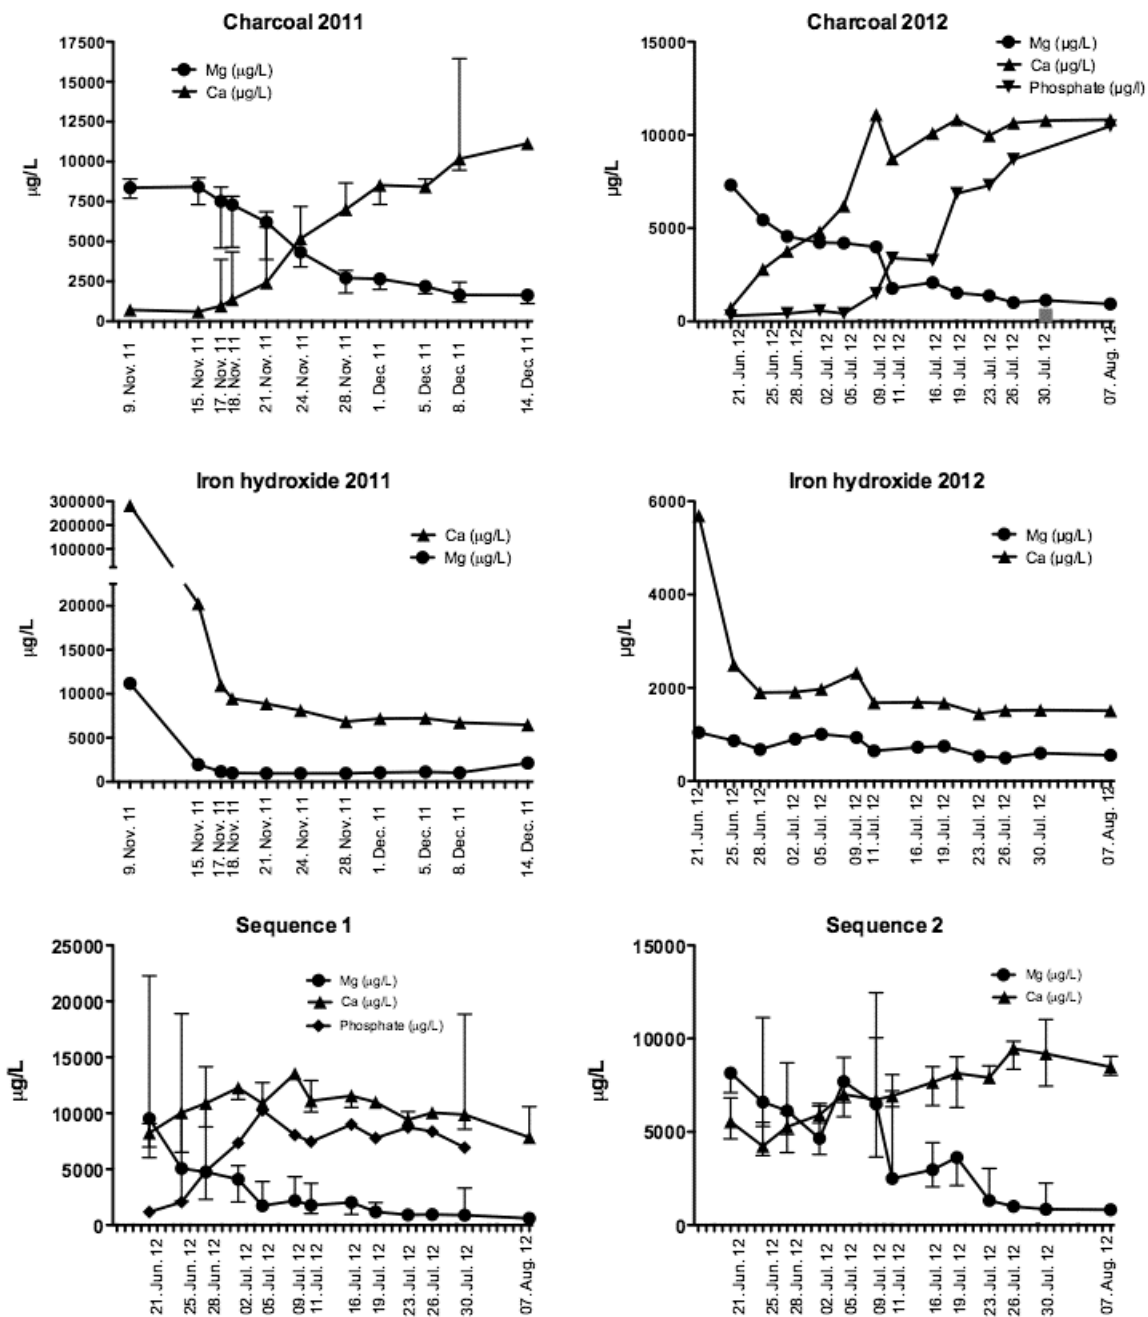 Charcoal 2011
17500
15000
12500
10000
7500
5000
2500
0
µg/L
Mg (µg/L)
Ca (µg/L)
9. Nov. 11
15. Nov. 11
17. Nov. 11
18. Nov. 11
21. Nov. 11
24. Nov. 11
28. Nov. 11
1. Dec. 11
5. Dec. 11
8. Dec. 11
14. Dec. 11
Charcoal 2012
15000
10000
5000
0
µg/L
Mg (µg/L)
Ca (µg/L)
Phosphate (µg/l)
21. Jun. 12
25. Jun. 12
28. Jun. 12
02. Jul. 12
05. Jul. 12
09. Jul. 12
11. Jul. 12
16. Jul. 12
19. Jul. 12
23. Jul. 12
26. Jul. 12
30. Jul. 12
07. Aug. 12
Iron hydroxide 2011
300000
200000
100000
20000
15000
10000
5000
0
µg/L
Ca (µg/L)
Mg (µg/L)
9. Nov. 11
15. Nov. 11
17. Nov. 11
18. Nov. 11
21. Nov. 11
24. Nov. 11
28. Nov. 11
1. Dec. 11
5. Dec. 11
8. Dec. 11
14. Dec. 11
Iron hydroxide 2012
6000
4000
2000
0
µg/L
Mg (µg/L)
Ca (µg/L)
21. Jun. 12
25. Jun. 12
28. Jun. 12
02. Jul. 12
05. Jul. 12
09. Jul. 12
11. Jul. 12
16. Jul. 12
19. Jul. 12
23. Jul. 12
26. Jul. 12
30. Jul. 12
07. Aug. 12
Sequence 1
25000
20000
15000
10000
5000
0
µg/L
Mg (µg/L)
Ca (µg/L)
Phosphate (µg/L)
21. Jun. 12
25. Jun. 12
28. Jun. 12
02. Jul. 12
05. Jul. 12
09. Jul. 12
11. Jul. 12
16. Jul. 12
19. Jul. 12
23. Jul. 12
26. Jul. 12
30. Jul. 12
07. Aug. 12
Sequence 2
15000
10000
5000
0
µg/L
Mg (µg/L)
Ca (µg/L)
21. Jun. 12
25. Jun. 12
28. Jun. 12
02. Jul. 12
05. Jul. 12
09. Jul. 12
11. Jul. 12
16. Jul. 12
19. Jul. 12
23. Jul. 12
26. Jul. 12
30. Jul. 12
07. Aug. 12